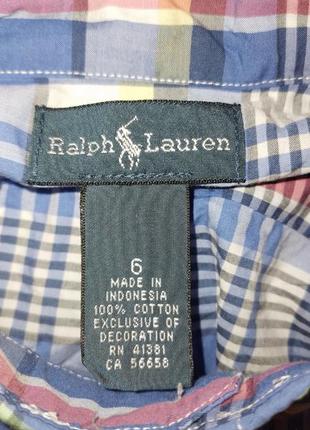 Ralph Lauren
6
MADE IN
INDONESIA
100% COTTON
EXCLUSIVE OF
DECORATION
RN 41381
CA 56658